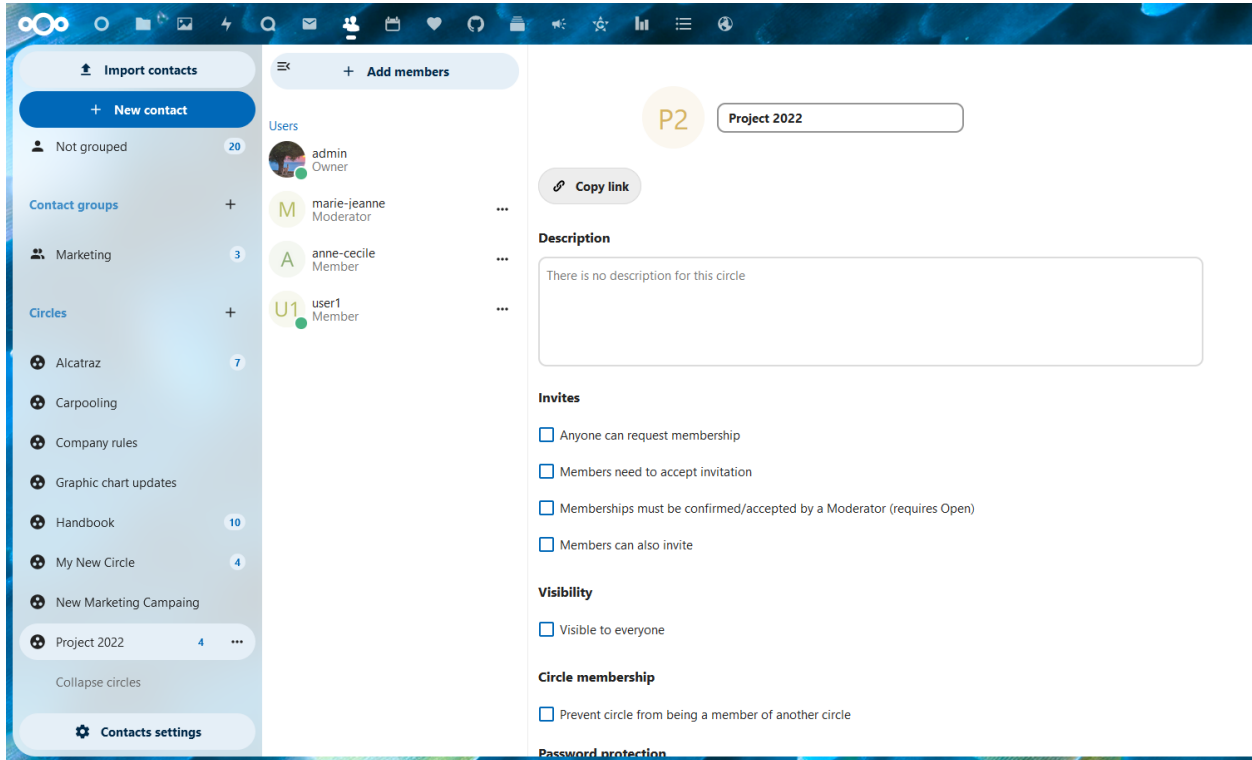 Import contacts
New contact
Not grouped 20
Contact groups
Marketing 3
Circles
Alcatraz 7
Carpooling
Company rules
Graphic chart updates
Handbook 10
My New Circle 4
New Marketing Campaing
Project 2022 4
Collapse circles
Contacts settings
Add members
Users
admin
Owner
M
marie-jeanne
Moderator
A
anne-cecile
Member
U1
user1
Member
P2
Project 2022
Copy link
Description
There is no description for this circle
Invites
Anyone can request membership
Members need to accept invitation
Memberships must be confirmed/accepted by a Moderator (requires Open)
Members can also invite
Visibility
Visible to everyone
Circle membership
Prevent circle from being a member of another circle
Password protection